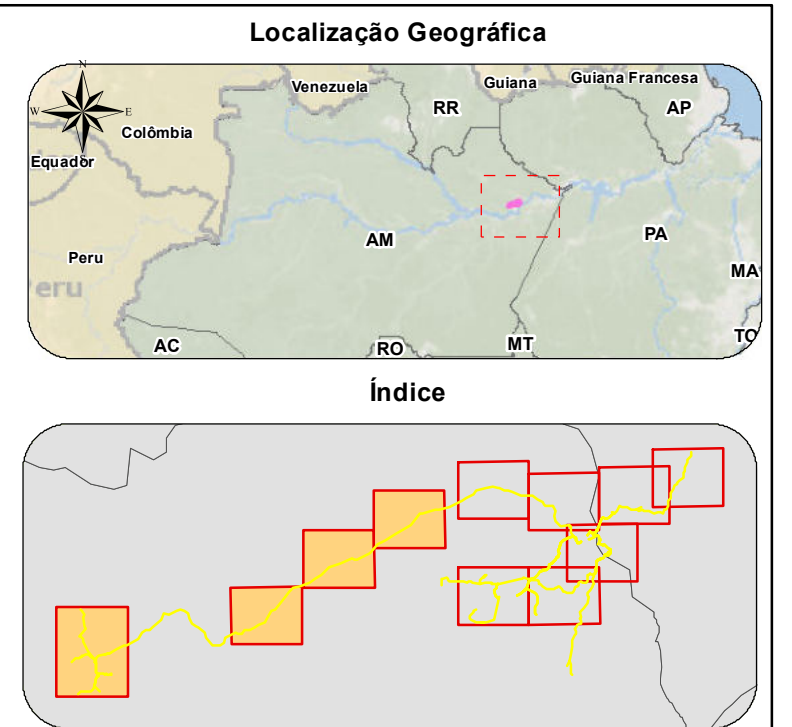 Localização Geográfica
N
W
E
Venezuela
Guiana
Guiana Francesa
RR
AP
Colômbia
Equador
AM
PA
Peru
eru
MA
AC
RO
MT
TO
Índice